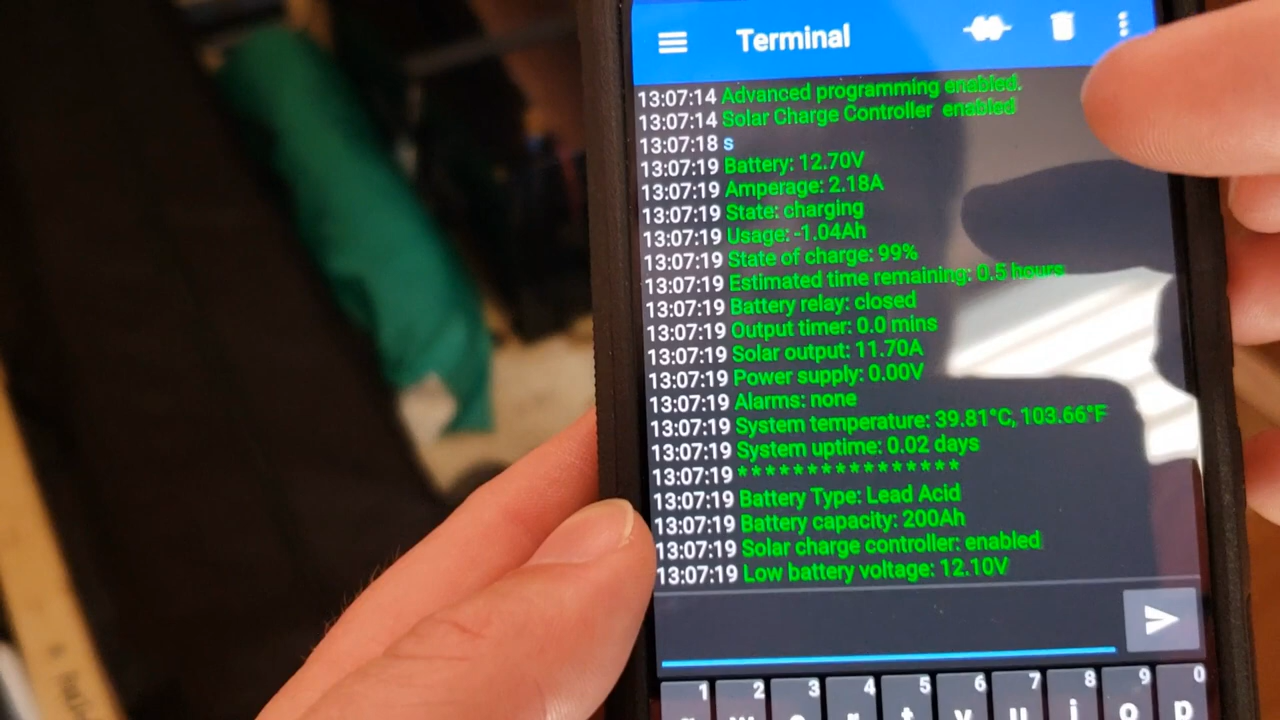 Terminal
13:07:14 Advanced programming enabled.
13:07:14 Solar Charge Controller enabled
13:07:18 s
13:07:19 Battery: 12.70V
13:07:19 Amperage: 2.18A
13:07:19 State: charging
13:07:19 Usage: -1.04Ah
13:07:19 State of charge: 99%
13:07:19 Estimated time remaining: 0.5 hours
13:07:19 Battery relay: closed
13:07:19 Output timer: 0.0 mins
13:07:19 Solar output: 11.70A
13:07:19 Power supply: 0.00V
13:07:19 Alarms: none
13:07:19 System temperature: 39.81°C, 103.66°F
13:07:19 System uptime: 0.02 days
13:07:19 * * * * * * * * * * * * * * * *
13:07:19 Battery Type: Lead Acid
13:07:19 Battery capacity: 200Ah
13:07:19 Solar charge controller: enabled
13:07:19 Low battery voltage: 12.10V
1 2 3 4 5 6 7 8 9 0